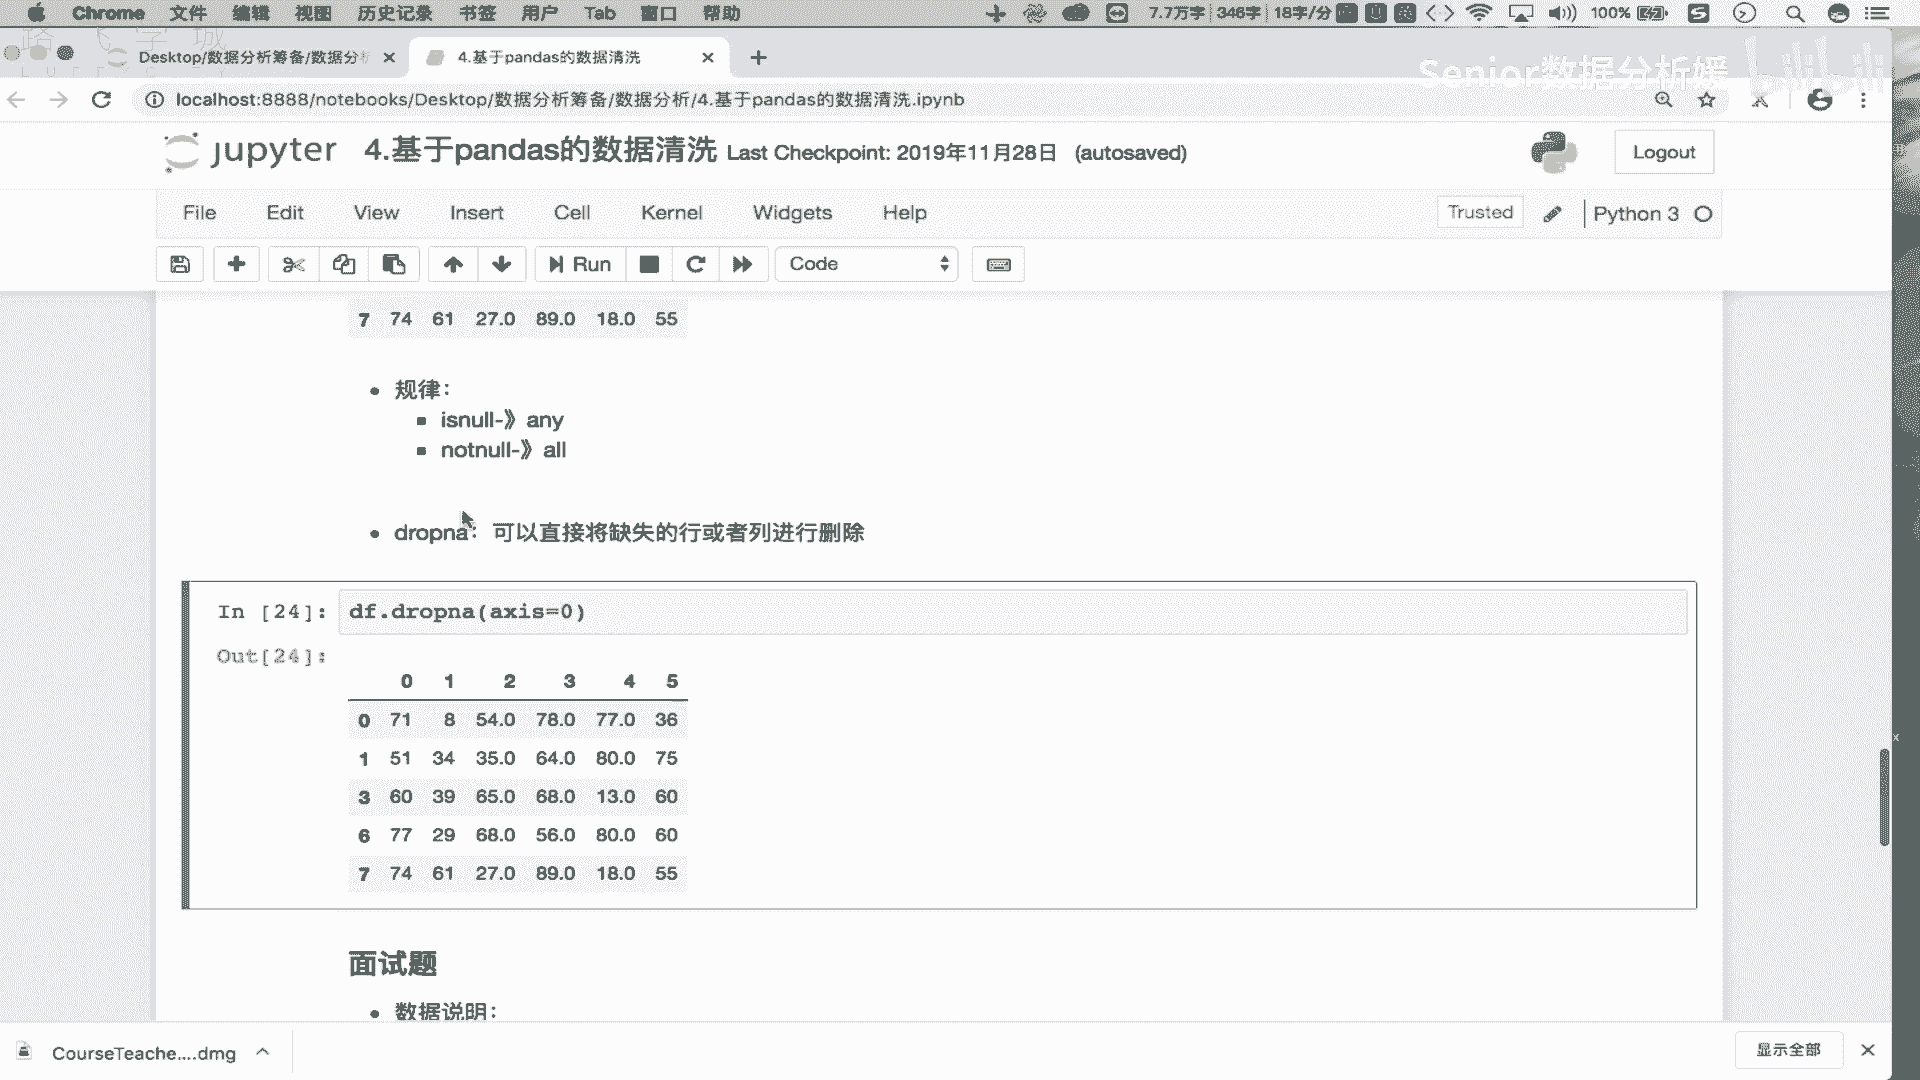 Chrome 文件 编辑 视图 历史记录 书签 用户 Tab 窗口 帮助 7.7万字 346字 18字/分 100%
Desktop/数据分析筹备/数据分析
4.基于pandas的数据清洗
Senior数据分析媛 bilibili
localhost:8888/notebooks/Desktop/数据分析筹备/数据分析/4.基于pandas的数据清洗.ipynb
jupyter 4.基于pandas的数据清洗 Last Checkpoint: 2019年11月28日 (autosaved)
Logout
File Edit View Insert Cell Kernel Widgets Help
Trusted Python 3
Run Code
7 74 61 27.0 89.0 18.0 55
规律：
isnull-》any
notnull-》all
dropna：可以直接将缺失的行或者列进行删除
In [24]: df.dropna(axis=0)
Out[24]:
0 1 2 3 4 5
0 71 8 54.0 78.0 77.0 36
1 51 34 35.0 64.0 80.0 75
3 60 39 65.0 68.0 13.0 60
6 77 29 68.0 56.0 80.0 60
7 74 61 27.0 89.0 18.0 55
面试题
数据说明：
CourseTeache....dmg
显示全部